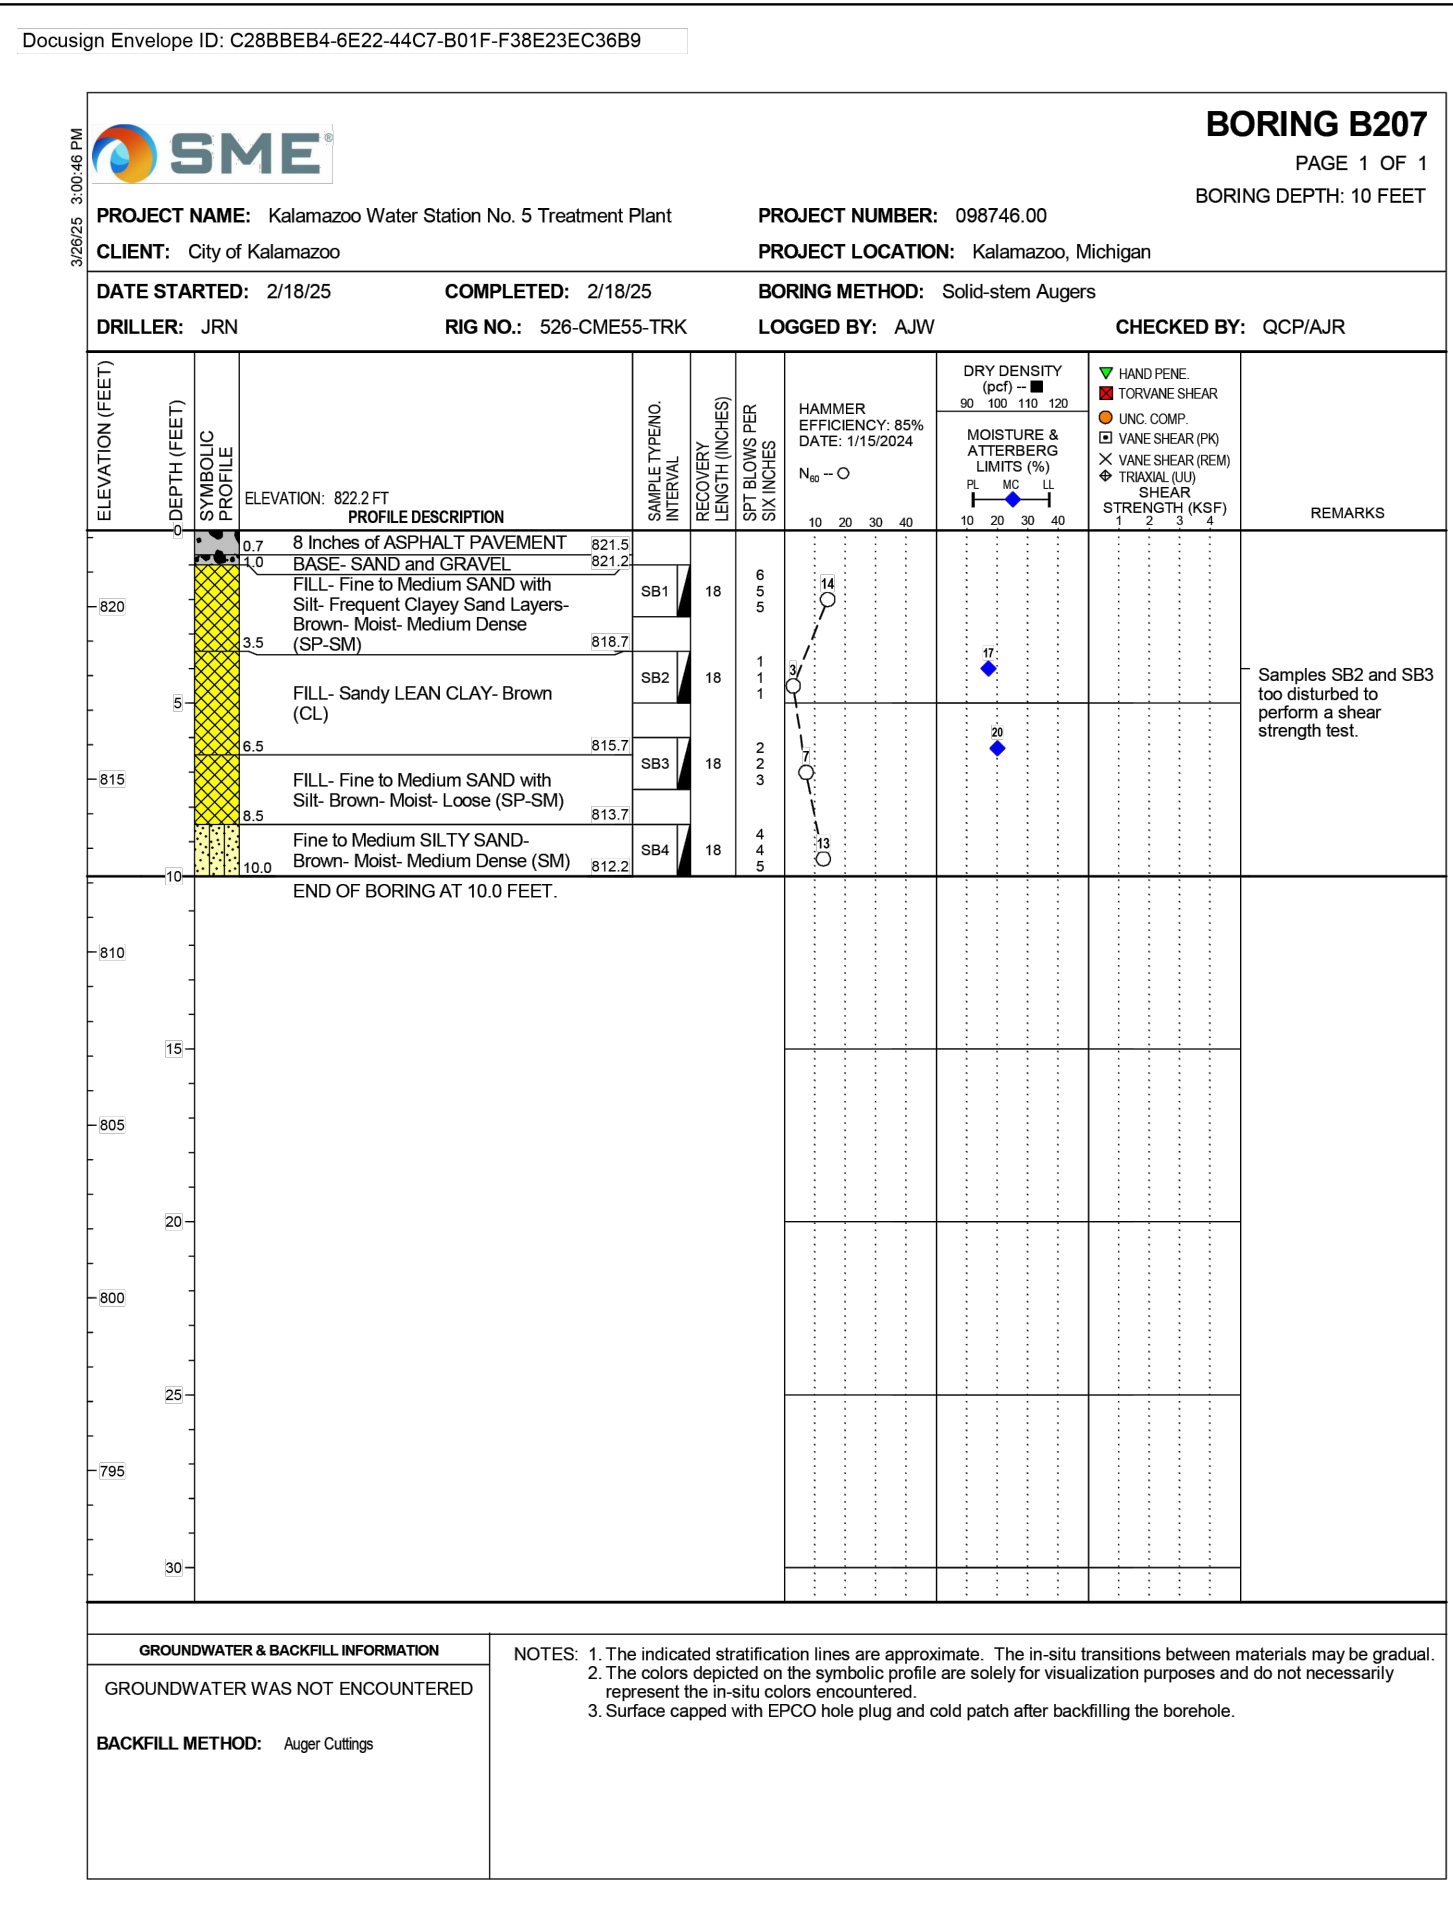 Docusign Envelope ID: C28BBEB4-6E22-44C7-B01F-F38E23EC36B9
3/26/25 3:00:46 PM
SME®
BORING B207
PAGE 1 OF 1
BORING DEPTH: 10 FEET
PROJECT NAME: Kalamazoo Water Station No. 5 Treatment Plant
PROJECT NUMBER: 098746.00
CLIENT: City of Kalamazoo
PROJECT LOCATION: Kalamazoo, Michigan
DATE STARTED: 2/18/25
COMPLETED: 2/18/25
BORING METHOD: Solid-stem Augers
DRILLER: JRN
RIG NO.: 526-CME55-TRK
LOGGED BY: AJW
CHECKED BY: QCP/AJR
ELEVATION (FEET)
DEPTH (FEET)
SYMBOLIC
PROFILE
ELEVATION: 822.2 FT
PROFILE DESCRIPTION
SAMPLE TYPE/NO.
INTERVAL
RECOVERY
LENGTH (INCHES)
SPT BLOWS PER
SIX INCHES
HAMMER
EFFICIENCY: 85%
DATE: 1/15/2024
N60 --
10 20 30 40
DRY DENSITY
(pcf) --
90 100 110 120
MOISTURE &
ATTERBERG
LIMITS (%)
PL MC LL
10 20 30 40
HAND PENE.
TORVANE SHEAR
UNC. COMP.
VANE SHEAR (PK)
VANE SHEAR (REM)
TRIAXIAL (UU)
SHEAR
STRENGTH (KSF)
1 2 3 4
REMARKS
0
0.7 8 Inches of ASPHALT PAVEMENT 821.5
1.0 BASE- SAND and GRAVEL 821.2
FILL- Fine to Medium SAND with
Silt- Frequent Clayey Sand Layers-
Brown- Moist- Medium Dense
3.5 (SP-SM) 818.7
SB1 18
6
5
5
14
820
FILL- Sandy LEAN CLAY- Brown
(CL)
6.5 815.7
SB2 18
1
1
1
3
17
Samples SB2 and SB3
too disturbed to
perform a shear
strength test.
5
FILL- Fine to Medium SAND with
Silt- Brown- Moist- Loose (SP-SM)
8.5 813.7
SB3 18
2
2
3
7
20
815
Fine to Medium SILTY SAND-
Brown- Moist- Medium Dense (SM)
10.0 812.2
SB4 18
4
4
5
13
10
END OF BORING AT 10.0 FEET.
810
15
805
20
800
25
795
30
GROUNDWATER & BACKFILL INFORMATION
GROUNDWATER WAS NOT ENCOUNTERED
BACKFILL METHOD: Auger Cuttings
NOTES: 1. The indicated stratification lines are approximate. The in-situ transitions between materials may be gradual.
2. The colors depicted on the symbolic profile are solely for visualization purposes and do not necessarily
represent the in-situ colors encountered.
3. Surface capped with EPCO hole plug and cold patch after backfilling the borehole.